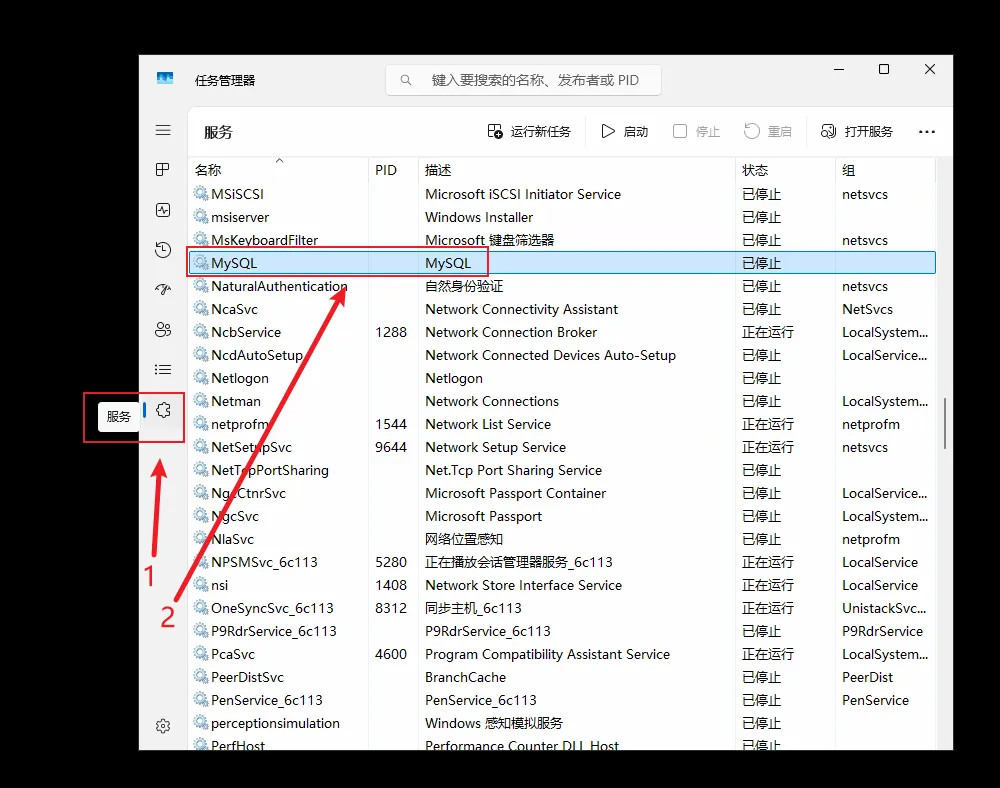 任务管理器 键入要搜索的名称、发布者或 PID
服务 运行新任务 启动 停止 重启 打开服务 ...
名称 PID 描述 状态 组
MSiSCSI Microsoft iSCSI Initiator Service 已停止 netsvcs
msiserver Windows Installer 已停止
MsKeyboardFilter Microsoft 键盘筛选器 已停止 netsvcs
MySQL MySQL 已停止
NaturalAuthentication 自然身份验证 已停止 netsvcs
NcaSvc Network Connectivity Assistant 已停止 NetSvcs
NcbService 1288 Network Connection Broker 正在运行 LocalSystem...
NcdAutoSetup Network Connected Devices Auto-Setup 已停止 LocalService...
Netlogon Netlogon 已停止
Netman Network Connections 已停止 LocalSystem...
服务 netprofm 1544 Network List Service 正在运行 netprofm
NetSetupSvc 9644 Network Setup Service 正在运行 netsvcs
NetTcpPortSharing Net.Tcp Port Sharing Service 已停止
NgcCtnrSvc Microsoft Passport Container 已停止 LocalService...
NgcSvc Microsoft Passport 已停止 LocalSystem...
NlaSvc 网络位置感知 已停止 netprofm
NPSMSvc_6c113 5280 正在播放会话管理器服务_6c113 正在运行 LocalService
1 nsi 1408 Network Store Interface Service 正在运行 LocalService
2 OneSyncSvc_6c113 8312 同步主机_6c113 正在运行 UnistackSvc...
P9RdrService_6c113 P9RdrService_6c113 已停止 P9RdrService
PcaSvc 4600 Program Compatibility Assistant Service 正在运行 LocalSystem...
PeerDistSvc BranchCache 已停止 PeerDist
PenService_6c113 PenService_6c113 已停止 PenService
perceptionsimulation Windows 感知模拟服务 已停止
PerfHost Performance Counter DLL Host 已停止